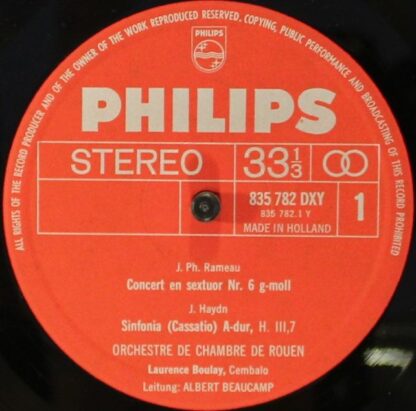 ALL RIGHTS OF THE RECORD PRODUCER AND OF THE OWNER OF THE WORK REPRODUCED RESERVED. COPYING, PUBLIC PERFORMANCE AND BROADCASTING OF THIS RECORD PROHIBITED
PHILIPS
PHILIPS
STEREO 33 1/3
835 782 DXY
835 782.1 Y
MADE IN HOLLAND
1
J. Ph. Rameau
Concert en sextuor Nr. 6 g-moll
J. Haydn
Sinfonia (Cassatio) A-dur, H. III,7
ORCHESTRE DE CHAMBRE DE ROUEN
Laurence Boulay, Cembalo
Leitung: ALBERT BEAUCAMP